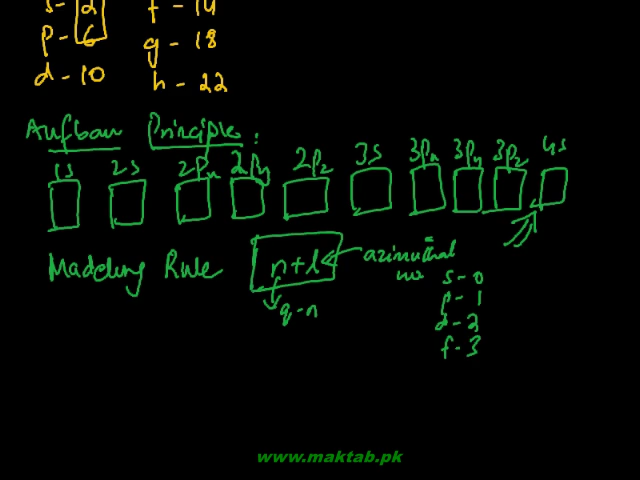 s - 2 f - 14
p - 6 g - 18
d - 10 h - 22
Aufbau Principle :
1s 2s 2Px 2Py 2Pz 3s 3Px 3Py 3Pz 4s
Madelung Rule n+l azimuthal
no
q-n
s - 0
p - 1
d - 2
f - 3
www.maktab.pk